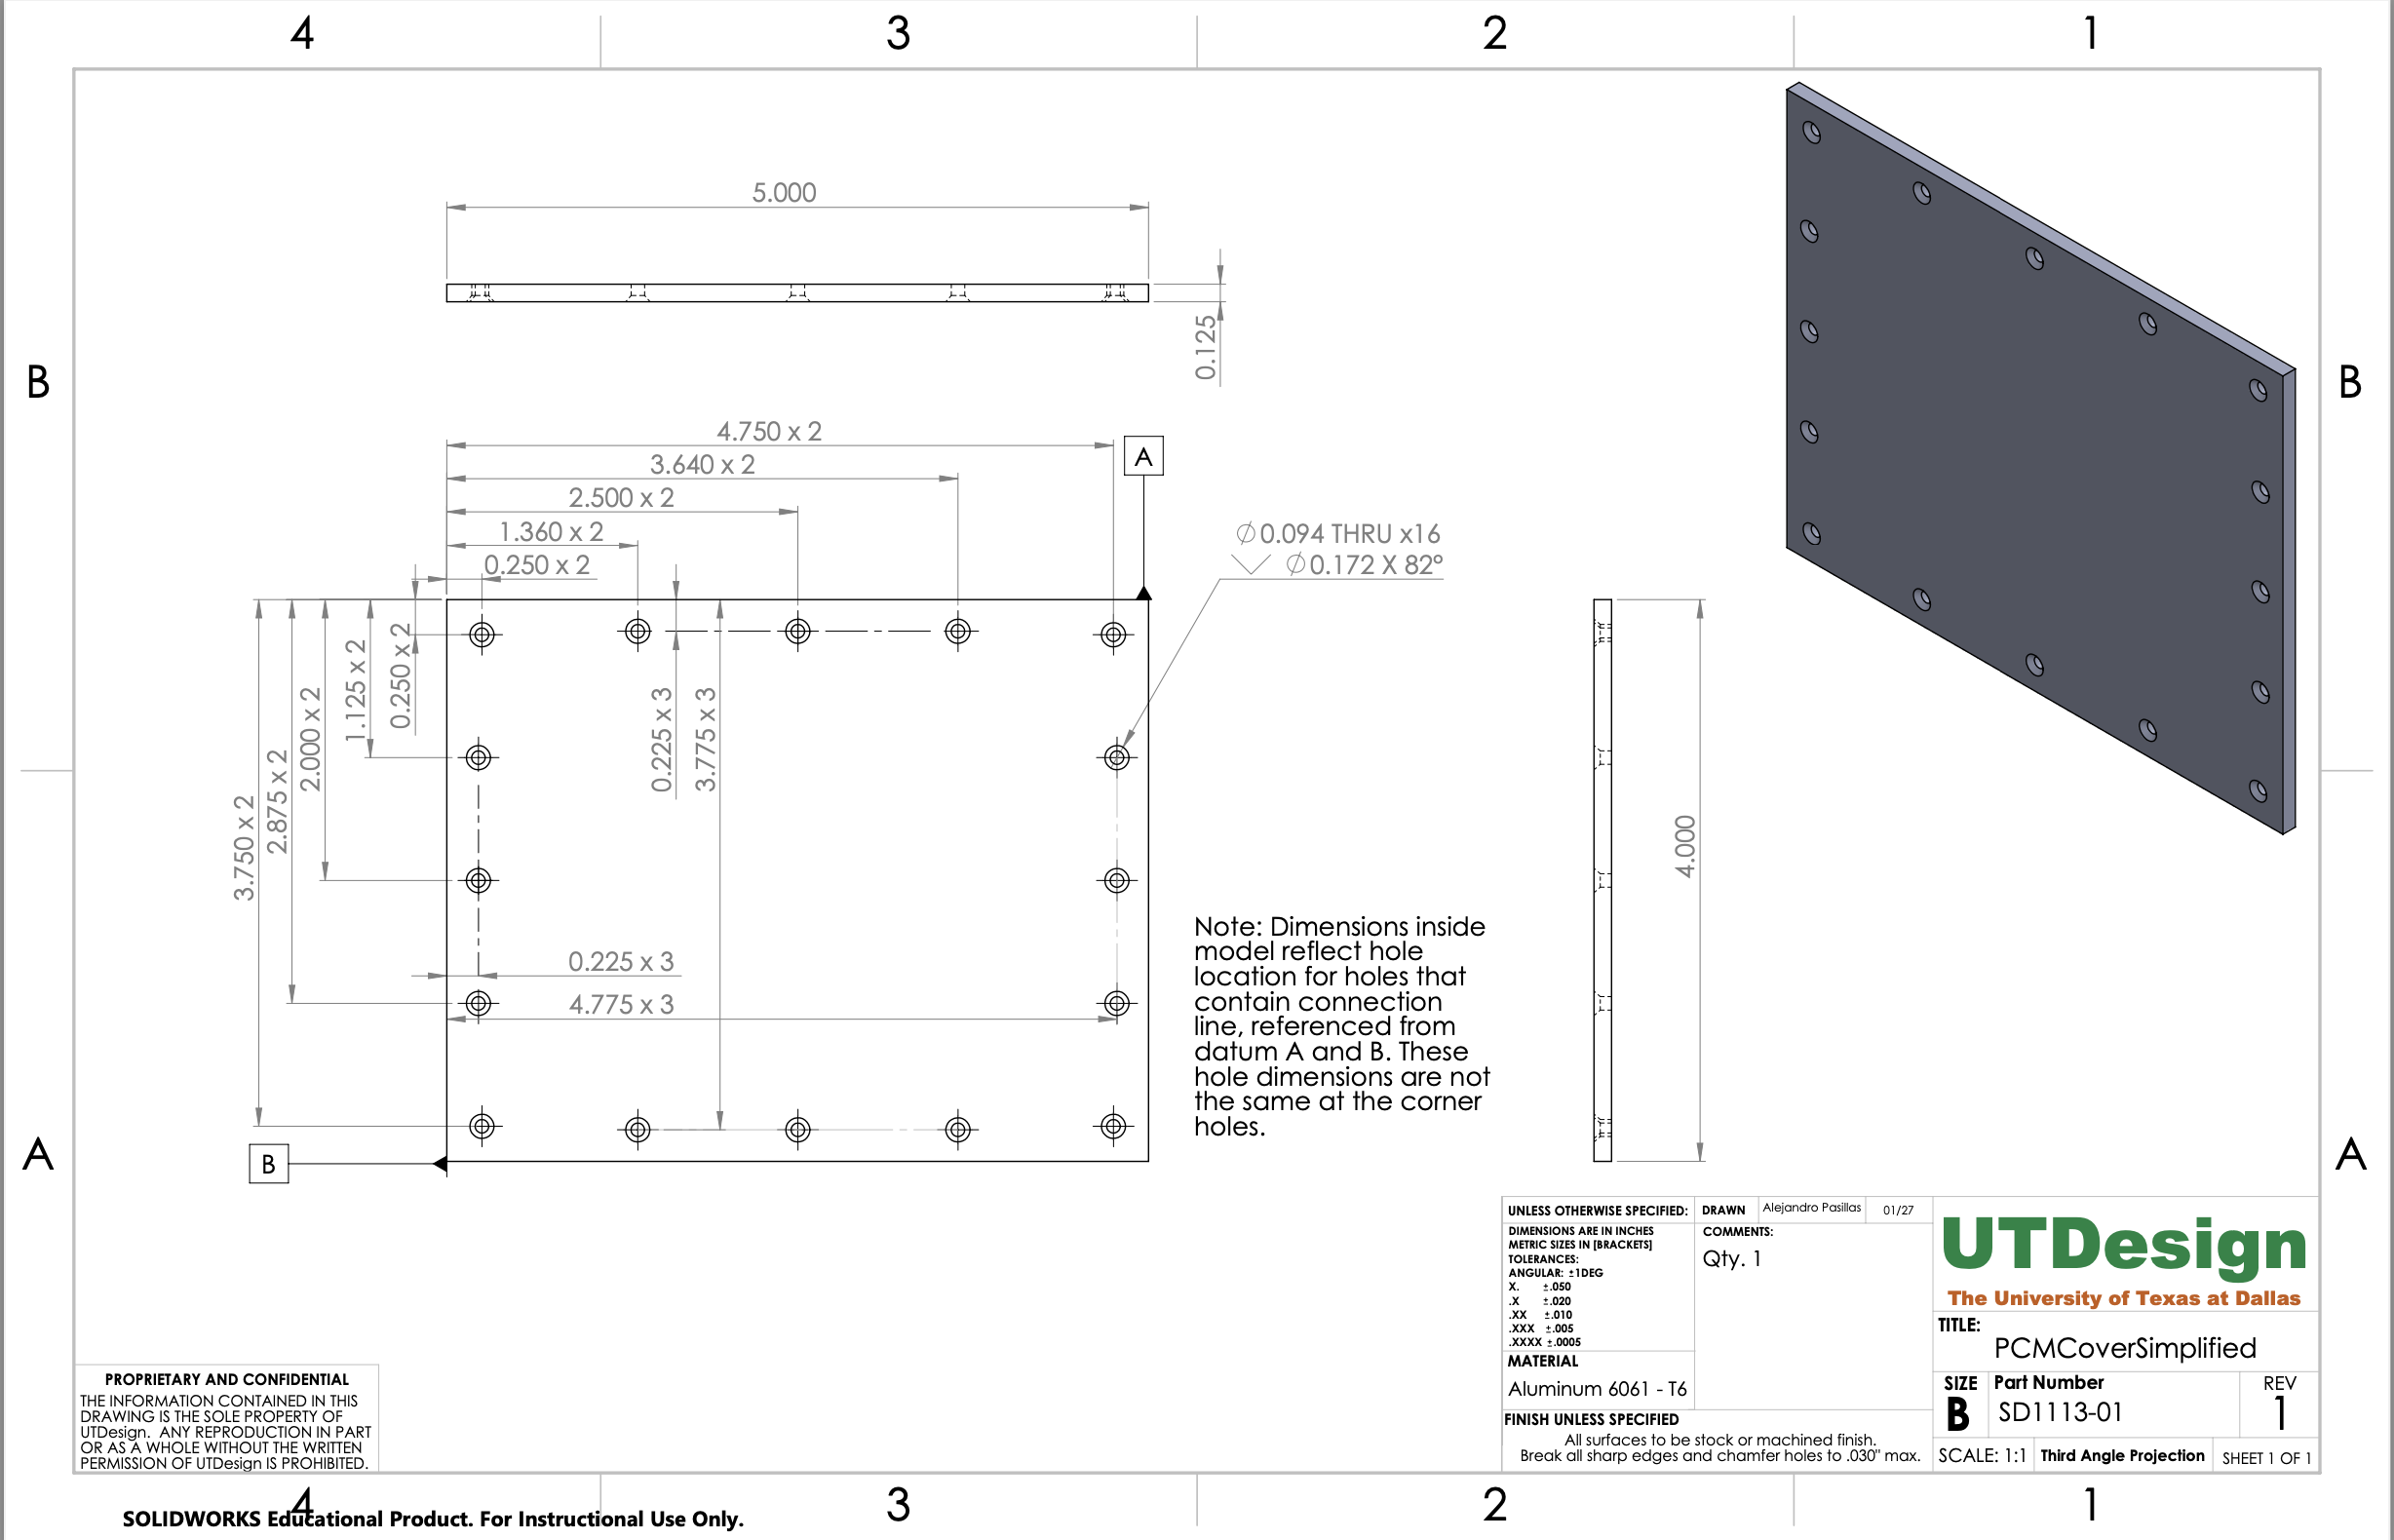 4 3 2 1
5.000
0.125
B B
4.750 x 2
A
3.640 x 2
2.500 x 2
1.360 x 2
0.250 x 2
∅0.094 THRU x16
∅0.172 X 82°
0.250 x 2
1.125 x 2
2.000 x 2
2.875 x 2
3.750 x 2
0.225 x 3
3.775 x 3
4.000
0.225 x 3
4.775 x 3
Note: Dimensions inside
model reflect hole
location for holes that
contain connection
line, referenced from
datum A and B. These
hole dimensions are not
the same at the corner
holes.
A A
B
UNLESS OTHERWISE SPECIFIED:
DIMENSIONS ARE IN INCHES
METRIC SIZES IN [BRACKETS]
TOLERANCES:
ANGULAR: ±1DEG
X. ±.050
.X ±.020
.XX ±.010
.XXX ±.005
.XXXX ±.0005
MATERIAL
Aluminum 6061 - T6
FINISH UNLESS SPECIFIED
All surfaces to be stock or machined finish.
Break all sharp edges and chamfer holes to .030" max.
DRAWN Alejandro Pasillas 01/27
COMMENTS:
Qty. 1
UTDesign
The University of Texas at Dallas
TITLE:
PCMCoverSimplified
SIZE Part Number REV
B SD1113-01 1
SCALE: 1:1 Third Angle Projection SHEET 1 OF 1
PROPRIETARY AND CONFIDENTIAL
THE INFORMATION CONTAINED IN THIS
DRAWING IS THE SOLE PROPERTY OF
UTDesign. ANY REPRODUCTION IN PART
OR AS A WHOLE WITHOUT THE WRITTEN
PERMISSION OF UTDesign IS PROHIBITED.
4 3 2 1
SOLIDWORKS Educational Product. For Instructional Use Only.